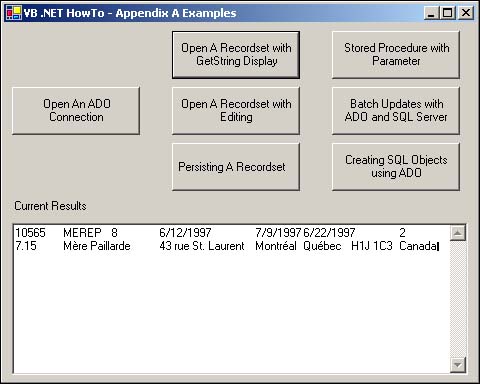 VB .NET HowTo - Appendix A Examples
Open A Recordset with
GetString Display
Stored Procedure with
Parameter
Open An ADO
Connection
Open A Recordset with
Editing
Batch Updates with
ADO and SQL Server
Persisting A Recordset
Creating SQL Objects
using ADO
Current Results
10565 MEREP 8 6/12/1997 7/9/1997 6/22/1997 2
7.15 Mère Paillarde 43 rue St. Laurent Montréal Québec H1J 1C3 Canada